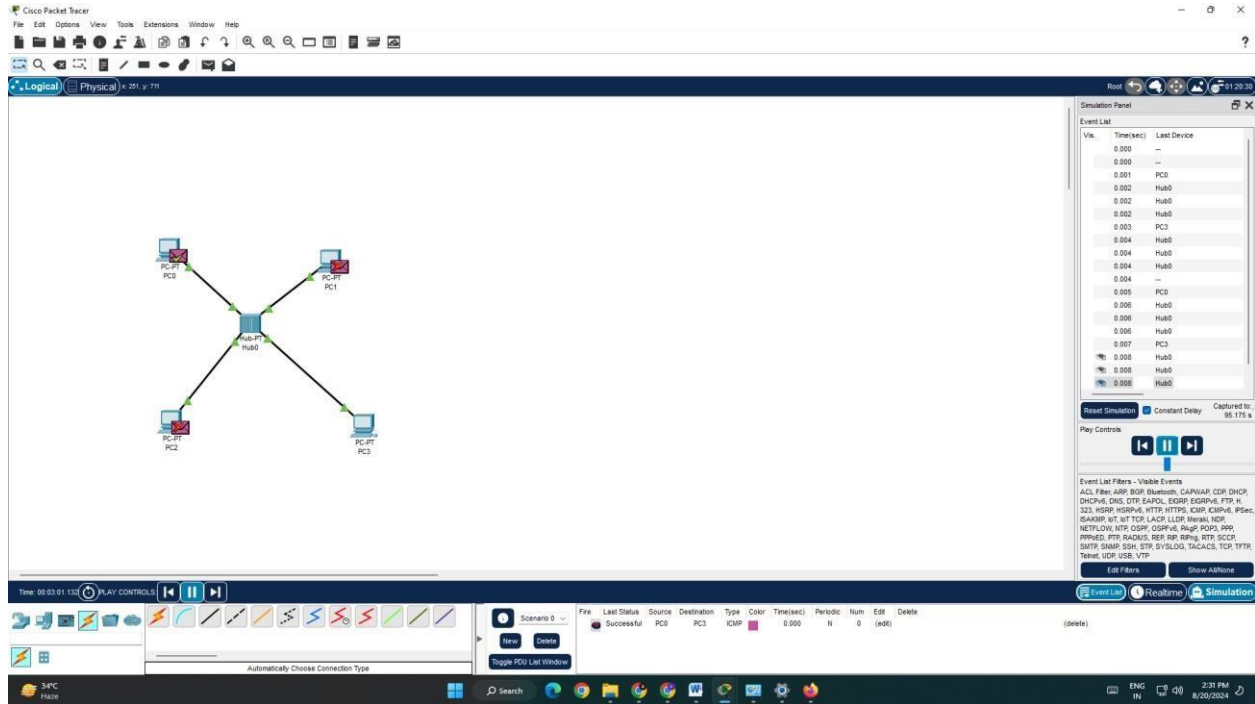 Cisco Packet Tracer
File Edit Options View Tools Extensions Window Help
?
Logical Physical x: 251, y: 711 Root 01:20:30
Simulation Panel
Event List
Vis. Time(sec) Last Device
0.000 --
0.000 --
0.001 PC0
0.002 Hub0
0.002 Hub0
0.002 Hub0
0.003 PC3
0.004 Hub0
0.004 Hub0
0.004 Hub0
0.004 --
0.005 PC0
0.006 Hub0
0.006 Hub0
0.006 Hub0
0.007 PC3
0.008 Hub0
0.008 Hub0
0.008 Hub0
Reset Simulation Constant Delay Captured to:
95.175 s
Play Controls
PC-PT
PC0
PC-PT
PC1
Hub-PT
Hub0
PC-PT
PC2
PC-PT
PC3
Event List Filters - Visible Events
ACL Filter, ARP, BGP, Bluetooth, CAPWAP, CDP, DHCP,
DHCPv6, DNS, DTP, EAPOL, EIGRP, EIGRPv6, FTP, H.
323, HSRP, HSRPv6, HTTP, HTTPS, ICMP, ICMPv6, IPSec,
ISAKMP, IoT, IoT TCP, LACP, LLDP, Meraki, NDP,
NETFLOW, NTP, OSPF, OSPFv6, PAgP, POP3, PPP,
PPPoED, PTP, RADIUS, REP, RIP, RIPng, RTP, SCCP,
SMTP, SNMP, SSH, STP, SYSLOG, TACACS, TCP, TFTP,
Telnet, UDP, USB, VTP
Edit Filters Show All/None
Time: 00:03:01.132 PLAY CONTROLS: Event List Realtime Simulation
Scenario 0
New Delete
Toggle PDU List Window
Fire Last Status Source Destination Type Color Time(sec) Periodic Num Edit Delete
Successful PC0 PC3 ICMP 0.000 N 0 (edit) (delete)
Automatically Choose Connection Type
34°C
Haze
Search
ENG
IN
2:31 PM
8/20/2024